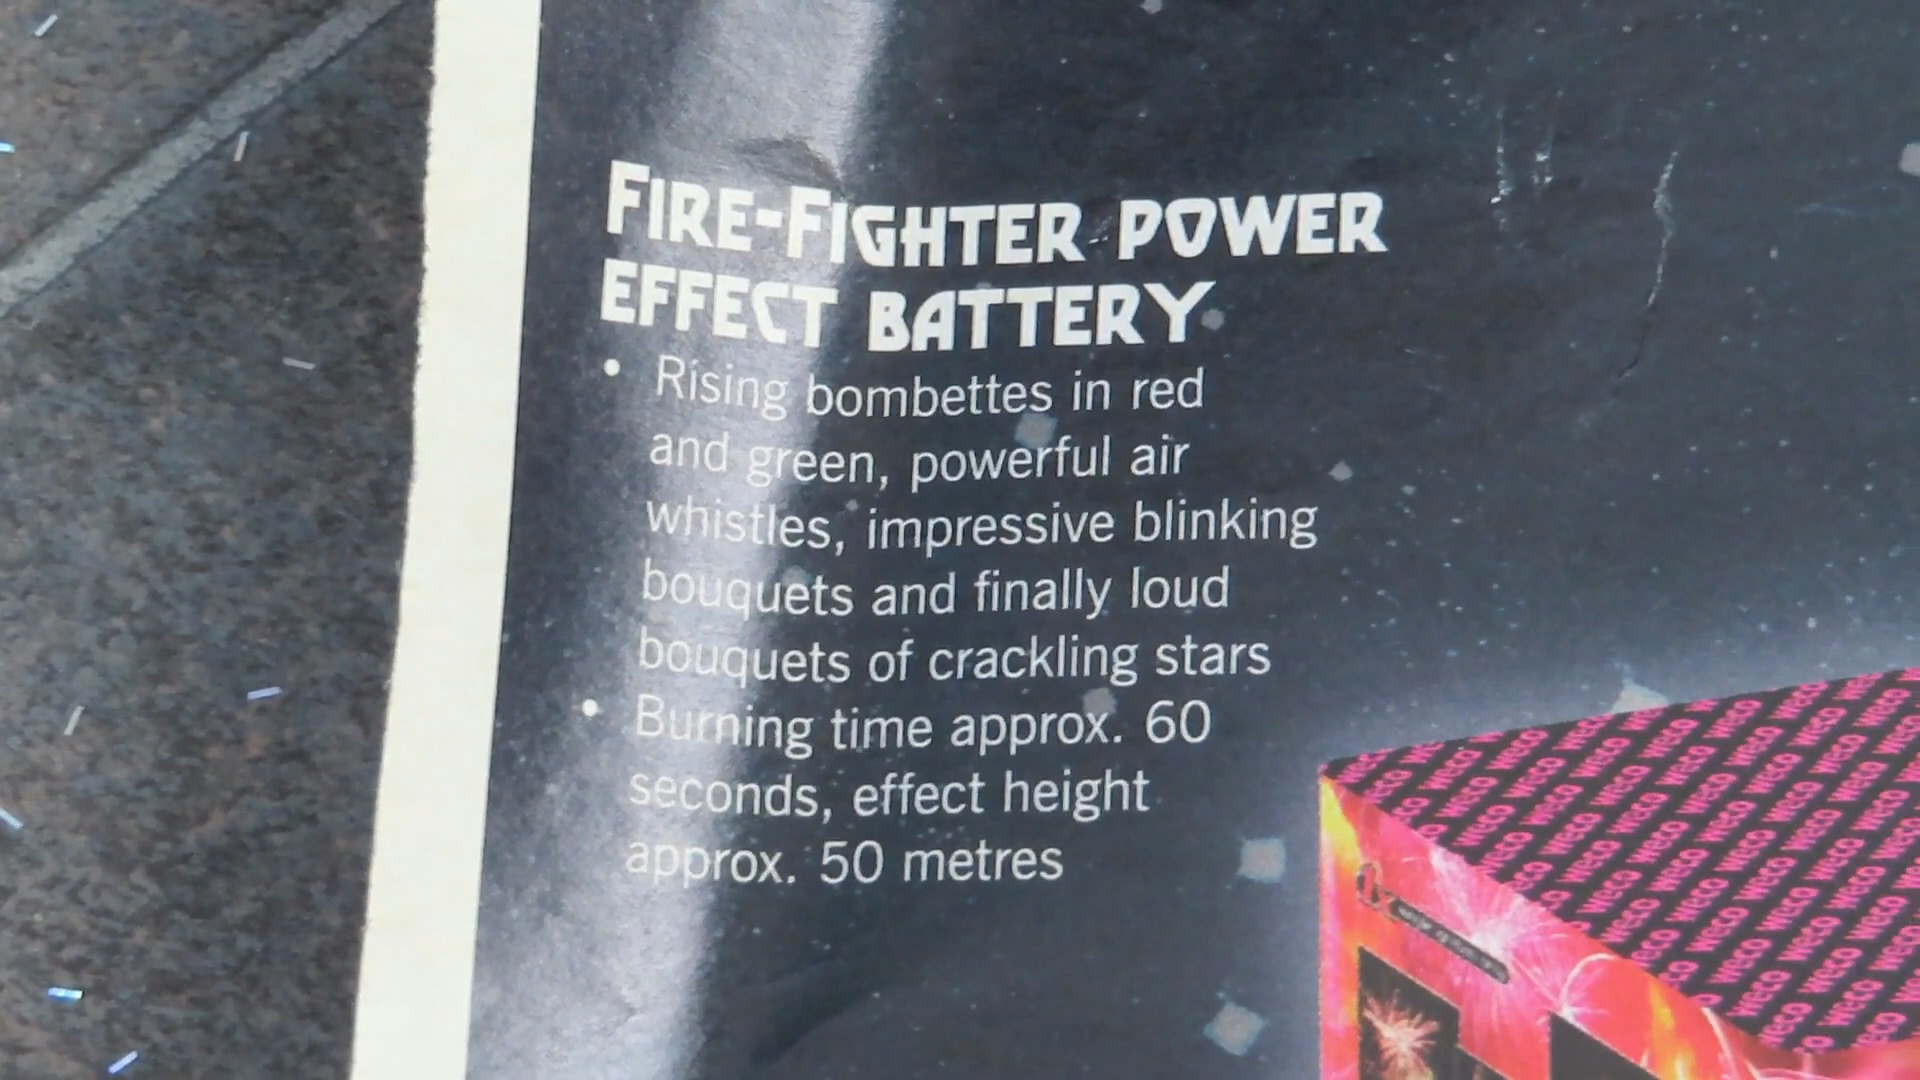 FIRE-FIGHTER POWER
EFFECT BATTERY
• Rising bombettes in red
and green, powerful air
whistles, impressive blinking
bouquets and finally loud
bouquets of crackling stars
• Burning time approx. 60
seconds, effect height
approx. 50 metres
weco